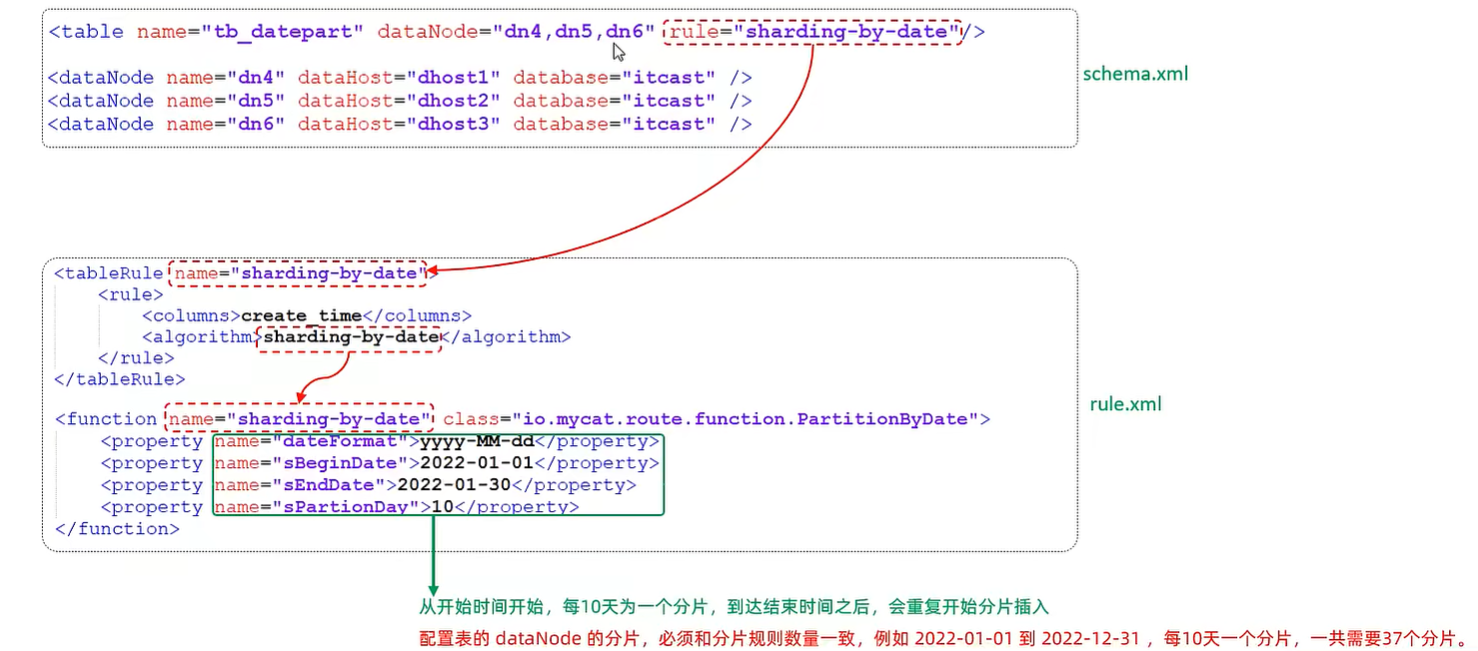 <table name="tb_datepart" dataNode="dn4,dn5,dn6" rule="sharding-by-date"/>
<dataNode name="dn4" dataHost="dhost1" database="itcast" />
<dataNode name="dn5" dataHost="dhost2" database="itcast" />
<dataNode name="dn6" dataHost="dhost3" database="itcast" />
schema.xml
<tableRule name="sharding-by-date">
<rule>
<columns>create_time</columns>
<algorithm>sharding-by-date</algorithm>
</rule>
</tableRule>
<function name="sharding-by-date" class="io.mycat.route.function.PartitionByDate">
<property name="dateFormat">yyyy-MM-dd</property>
<property name="sBeginDate">2022-01-01</property>
<property name="sEndDate">2022-01-30</property>
<property name="sPartionDay">10</property>
</function>
rule.xml
从开始时间开始，每10天为一个分片，到达结束时间之后，会重复开始分片插入
配置表的 dataNode 的分片，必须和分片规则数量一致，例如 2022-01-01 到 2022-12-31 ，每10天一个分片，一共需要37个分片。